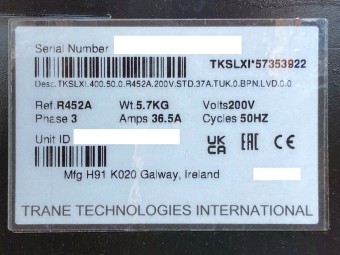 Serial Number
TKSLXI*57353922
Desc.TKSLXI.400.50.0.R452A.200V.STD.37A.TUK.0.BPN.LVD.0.0
Ref.R452A Wt.5.7KG Volts200V
Phase 3 Amps 36.5A Cycles 50HZ
Unit ID UK CA EAC CE
Mfg H91 K020 Galway, Ireland
TRANE TECHNOLOGIES INTERNATIONAL